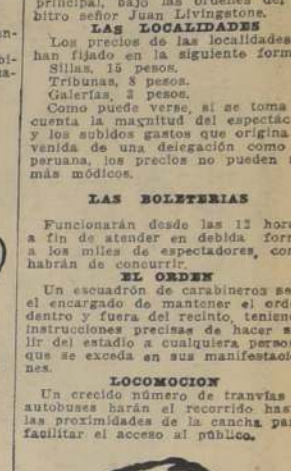 principal, bajo las órdenes del
bitro señor Juan Livingstone.
LAS LOCALIDADES
Los precios de las localidades
han fijado en la siguiente form
Sillas, 15 pesos.
Tribunas, 8 pesos.
Galerías, 3 pesos.
Como puede verse, si se toma
cuenta la magnitud del espectác
y los subidos gastos que origina
venida de una delegación como
peruana, los precios no pueden s
más módicos.
LAS BOLETERIAS
Funcionarán desde las 12 hora
a fin de atender en debida form
a los miles de espectadores, con
habrán de concurrir.
EL ORDEN
Un escuadrón de carabineros se
el encargado de mantener el orde
dentro y fuera del recinto, tenien
instrucciones precisas de hacer s
lir del estadio a cualquiera person
que se exceda en sus manifestacio
nes.
LOCOMOCION
Un crecido número de tranvías
autobuses harán el recorrido hast
las proximidades de la cancha par
facilitar el acceso al público.